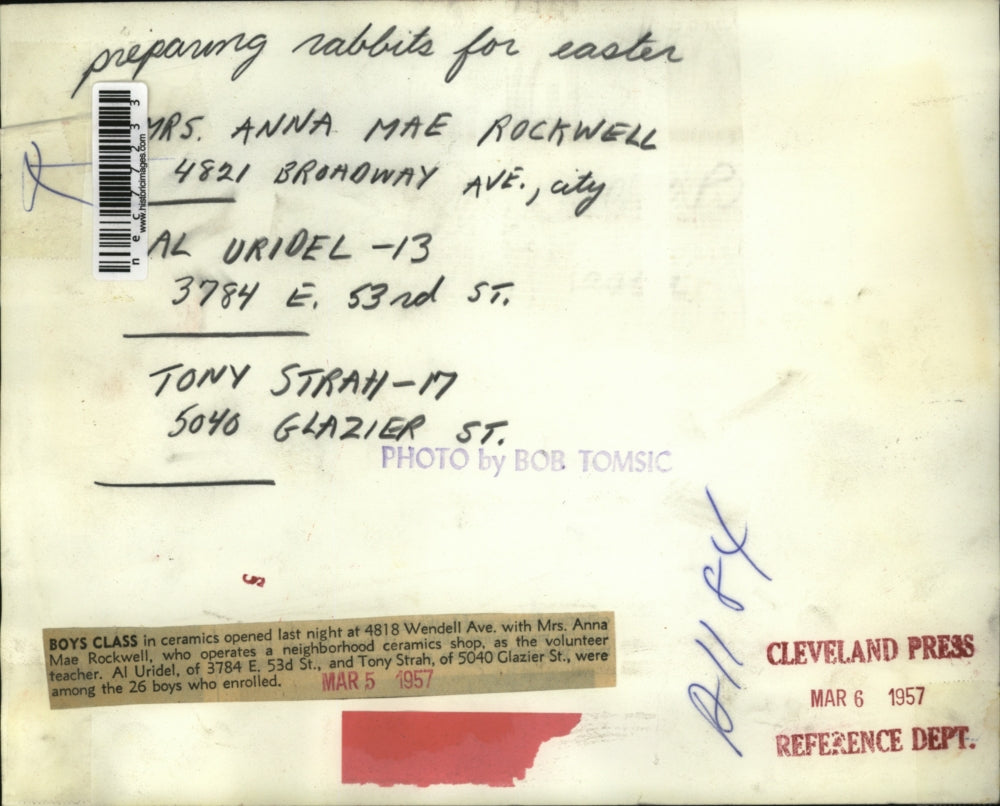 preparing rabbits for easter
MRS. ANNA MAE ROCKWELL
4821 BROADWAY AVE., city
AL URIDEL -13
3784 E. 53rd ST.
TONY STRAH-17
5040 GLAZIER ST.
PHOTO by BOB TOMSIC
nec77233
www.historicimages.com
S
BOYS CLASS in ceramics opened last night at 4818 Wendell Ave. with Mrs. Anna
Mae Rockwell, who operates a neighborhood ceramics shop, as the volunteer
teacher. Al Uridel, of 3784 E. 53d St., and Tony Strah, of 5040 Glazier St., were
among the 26 boys who enrolled.
MAR 5 1957
CLEVELAND PRESS
MAR 6 1957
REFERENCE DEPT.